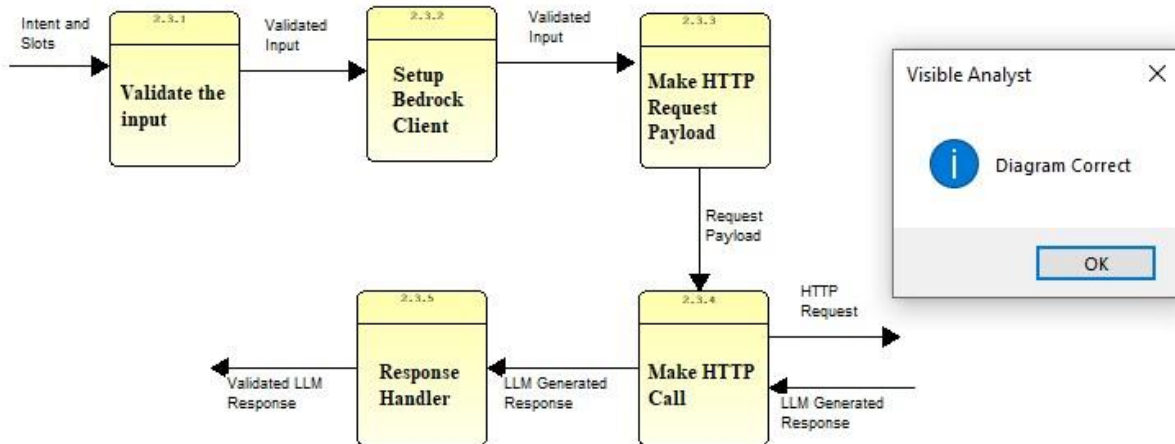 Intent and
Slots
2.3.1
Validate the
input
Validated
Input
2.3.2
Setup
Bedrock
Client
Validated
Input
2.3.3
Make HTTP
Request
Payload
Visible Analyst
Diagram Correct
OK
Request
Payload
2.3.4
Make HTTP
Call
HTTP
Request
LLM Generated
Response
LLM Generated
Response
2.3.5
Response
Handler
Validated LLM
Response